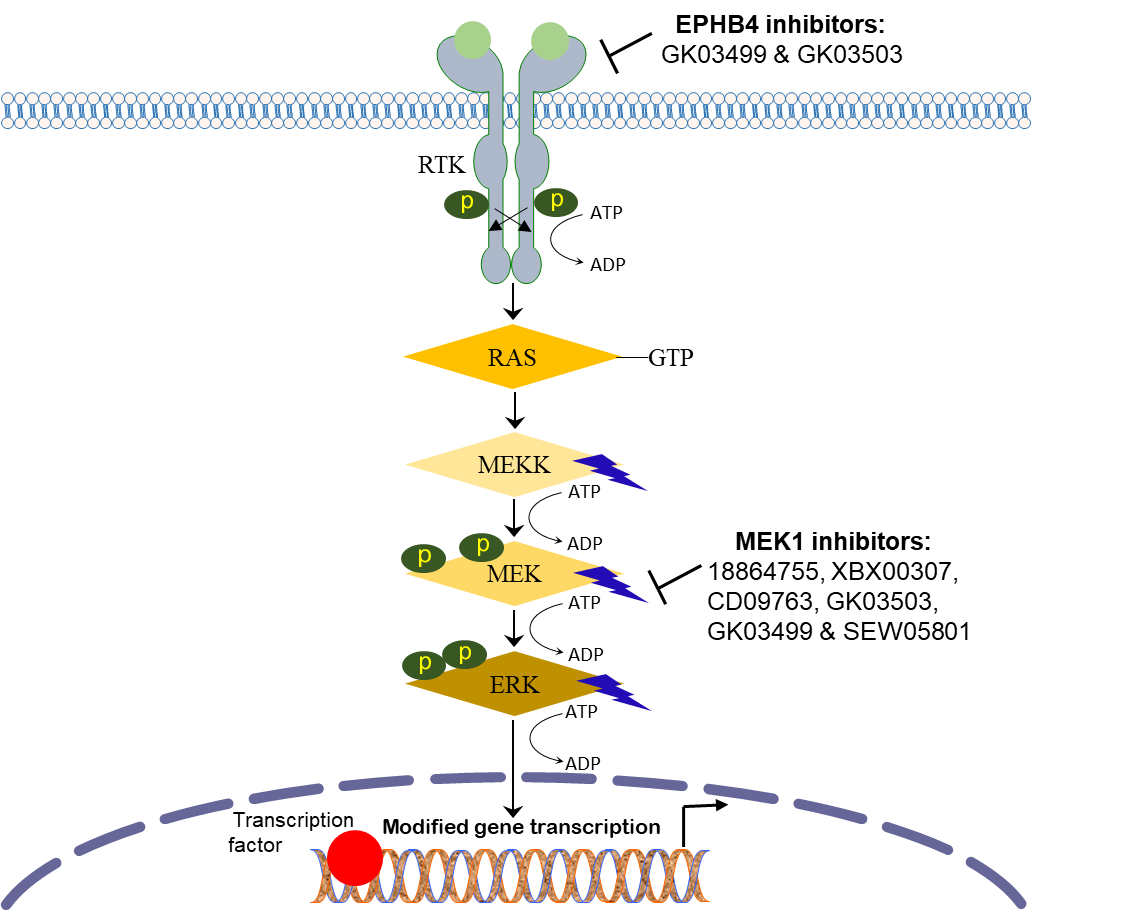 EPHB4 inhibitors:
GK03499 & GK03503
RTK
p
p
ATP
ADP
RAS
GTP
MEKK
ATP
ADP
p
p
MEK
MEK1 inhibitors:
18864755, XBX00307,
CD09763, GK03503,
GK03499 & SEW05801
ATP
ADP
p
p
ERK
ATP
ADP
Transcription
factor
Modified gene transcription